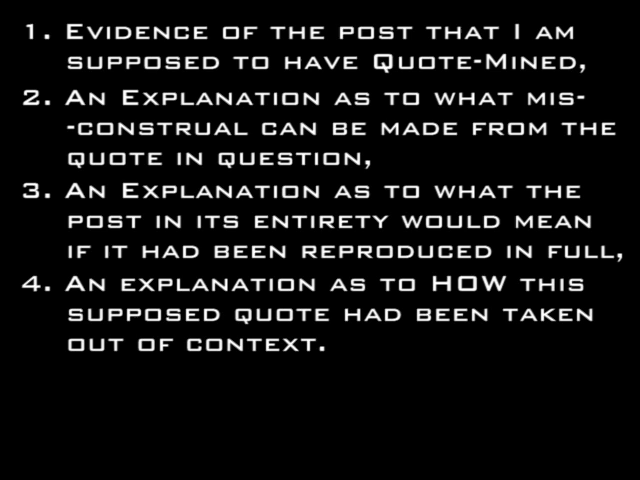 1. Evidence of the post that I am
supposed to have Quote-Mined,
2. An Explanation as to what mis-
-construal can be made from the
quote in question,
3. An Explanation as to what the
post in its entirety would mean
if it had been reproduced in full,
4. An explanation as to HOW this
supposed quote had been taken
out of context.